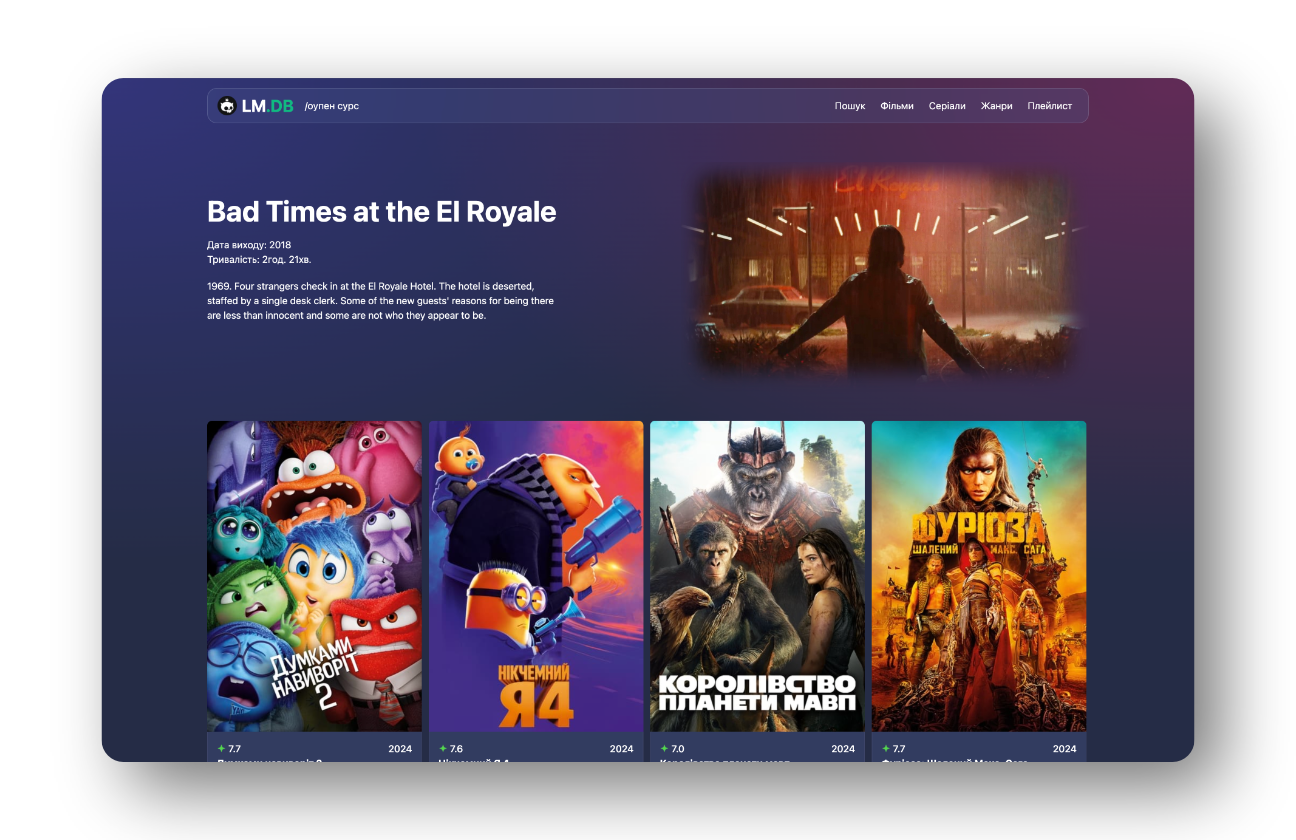 LM.DB /оупен сурс
Пошук Фільми Серіали Жанри Плейлист
El Royale
Bad Times at the El Royale
Дата виходу: 2018
Тривалість: 2год. 21хв.
1969. Four strangers check in at the El Royale Hotel. The hotel is deserted,
staffed by a single desk clerk. Some of the new guests' reasons for being there
are less than innocent and some are not who they appear to be.
ДУМКАМИ
НАВИВОРІТ
2
НІКЧЕМНИЙ
Я4
КОРОЛІВСТВО
ПЛАНЕТИ МАВП
ФУРІОЗА
ШАЛЕНИЙ МАКС. САГА
7.7 2024
7.6 2024
7.0 2024
7.7 2024